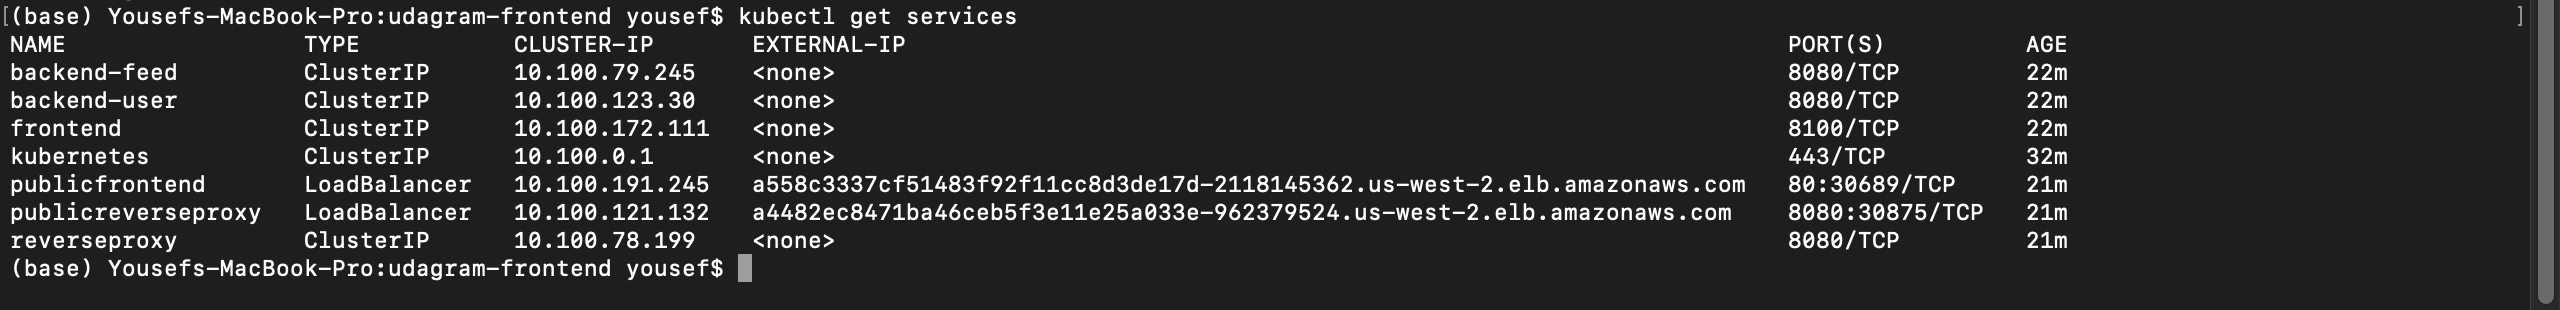 [(base) Yousefs-MacBook-Pro:udagram-frontend yousef$ kubectl get services ]
NAME TYPE CLUSTER-IP EXTERNAL-IP PORT(S) AGE
backend-feed ClusterIP 10.100.79.245 <none> 8080/TCP 22m
backend-user ClusterIP 10.100.123.30 <none> 8080/TCP 22m
frontend ClusterIP 10.100.172.111 <none> 8100/TCP 22m
kubernetes ClusterIP 10.100.0.1 <none> 443/TCP 32m
publicfrontend LoadBalancer 10.100.191.245 a558c3337cf51483f92f11cc8d3de17d-2118145362.us-west-2.elb.amazonaws.com 80:30689/TCP 21m
publicreverseproxy LoadBalancer 10.100.121.132 a4482ec8471ba46ceb5f3e11e25a033e-962379524.us-west-2.elb.amazonaws.com 8080:30875/TCP 21m
reverseproxy ClusterIP 10.100.78.199 <none> 8080/TCP 21m
(base) Yousefs-MacBook-Pro:udagram-frontend yousef$